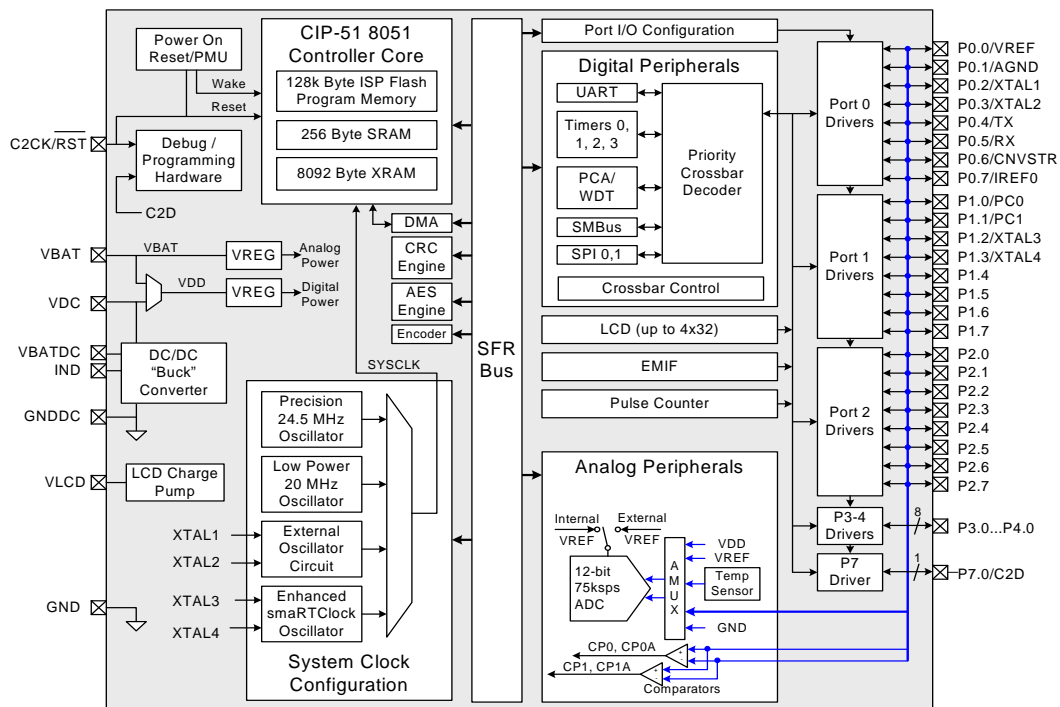 Power On
Reset/PMU
Wake
Reset
C2CK/RST
Debug /
Programming
Hardware
C2D
VBAT
VBAT
VREG
Analog
Power
VDC
VDD
VREG
Digital
Power
VBATDC
IND
DC/DC
"Buck"
Converter
GNDDC
VLCD
LCD Charge
Pump
XTAL1
XTAL2
XTAL3
XTAL4
GND
CIP-51 8051
Controller Core
128k Byte ISP Flash
Program Memory
256 Byte SRAM
8092 Byte XRAM
DMA
CRC
Engine
AES
Engine
Encoder
SYSCLK
Precision
24.5 MHz
Oscillator
Low Power
20 MHz
Oscillator
External
Oscillator
Circuit
Enhanced
smaRTClock
Oscillator
System Clock
Configuration
SFR
Bus
Port I/O Configuration
Digital Peripherals
UART
Timers 0,
1, 2, 3
PCA/
WDT
SMBus
SPI 0,1
Priority
Crossbar
Decoder
Crossbar Control
LCD (up to 4x32)
EMIF
Pulse Counter
Analog Peripherals
Internal
VREF
External
VREF
12-bit
75ksps
ADC
A
M
U
X
VDD
VREF
Temp
Sensor
GND
CP0, CP0A
+
-
CP1, CP1A
+
-
Comparators
Port 0
Drivers
Port 1
Drivers
Port 2
Drivers
P3-4
Drivers
P7
Driver
P0.0/VREF
P0.1/AGND
P0.2/XTAL1
P0.3/XTAL2
P0.4/TX
P0.5/RX
P0.6/CNVSTR
P0.7/IREF0
P1.0/PC0
P1.1/PC1
P1.2/XTAL3
P1.3/XTAL4
P1.4
P1.5
P1.6
P1.7
P2.0
P2.1
P2.2
P2.3
P2.4
P2.5
P2.6
P2.7
8
P3.0...P4.0
1
P7.0/C2D